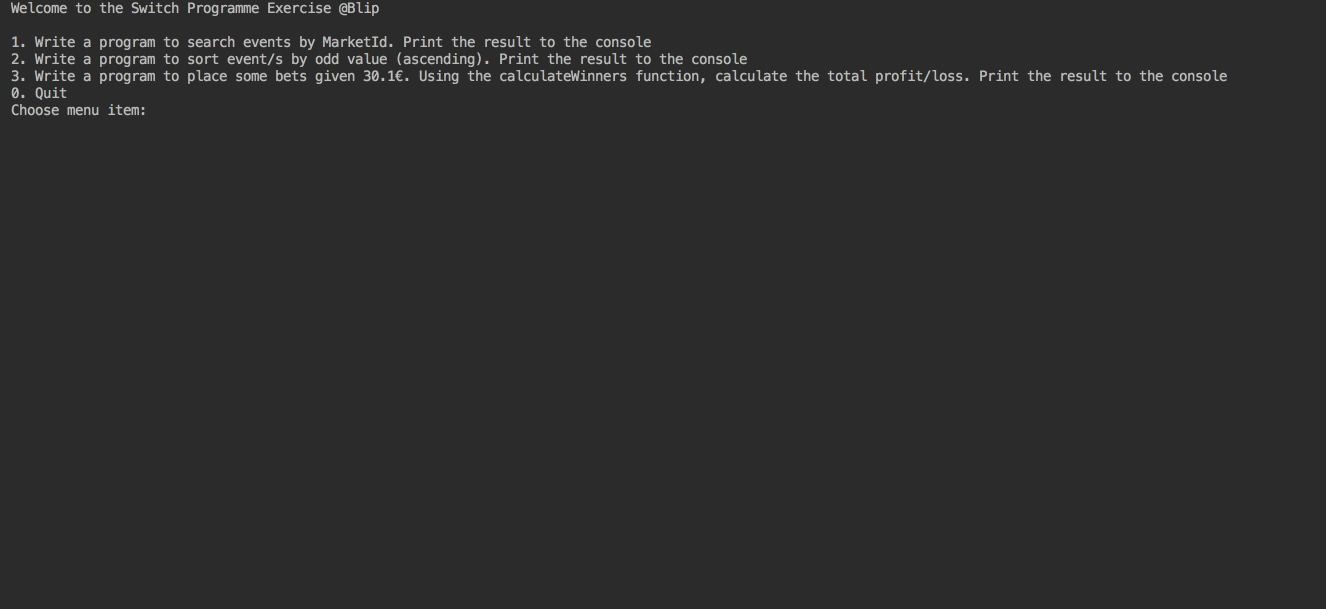 Welcome to the Switch Programme Exercise @Blip
1. Write a program to search events by MarketId. Print the result to the console
2. Write a program to sort event/s by odd value (ascending). Print the result to the console
3. Write a program to place some bets given 30.1€. Using the calculateWinners function, calculate the total profit/loss. Print the result to the console
0. Quit
Choose menu item: